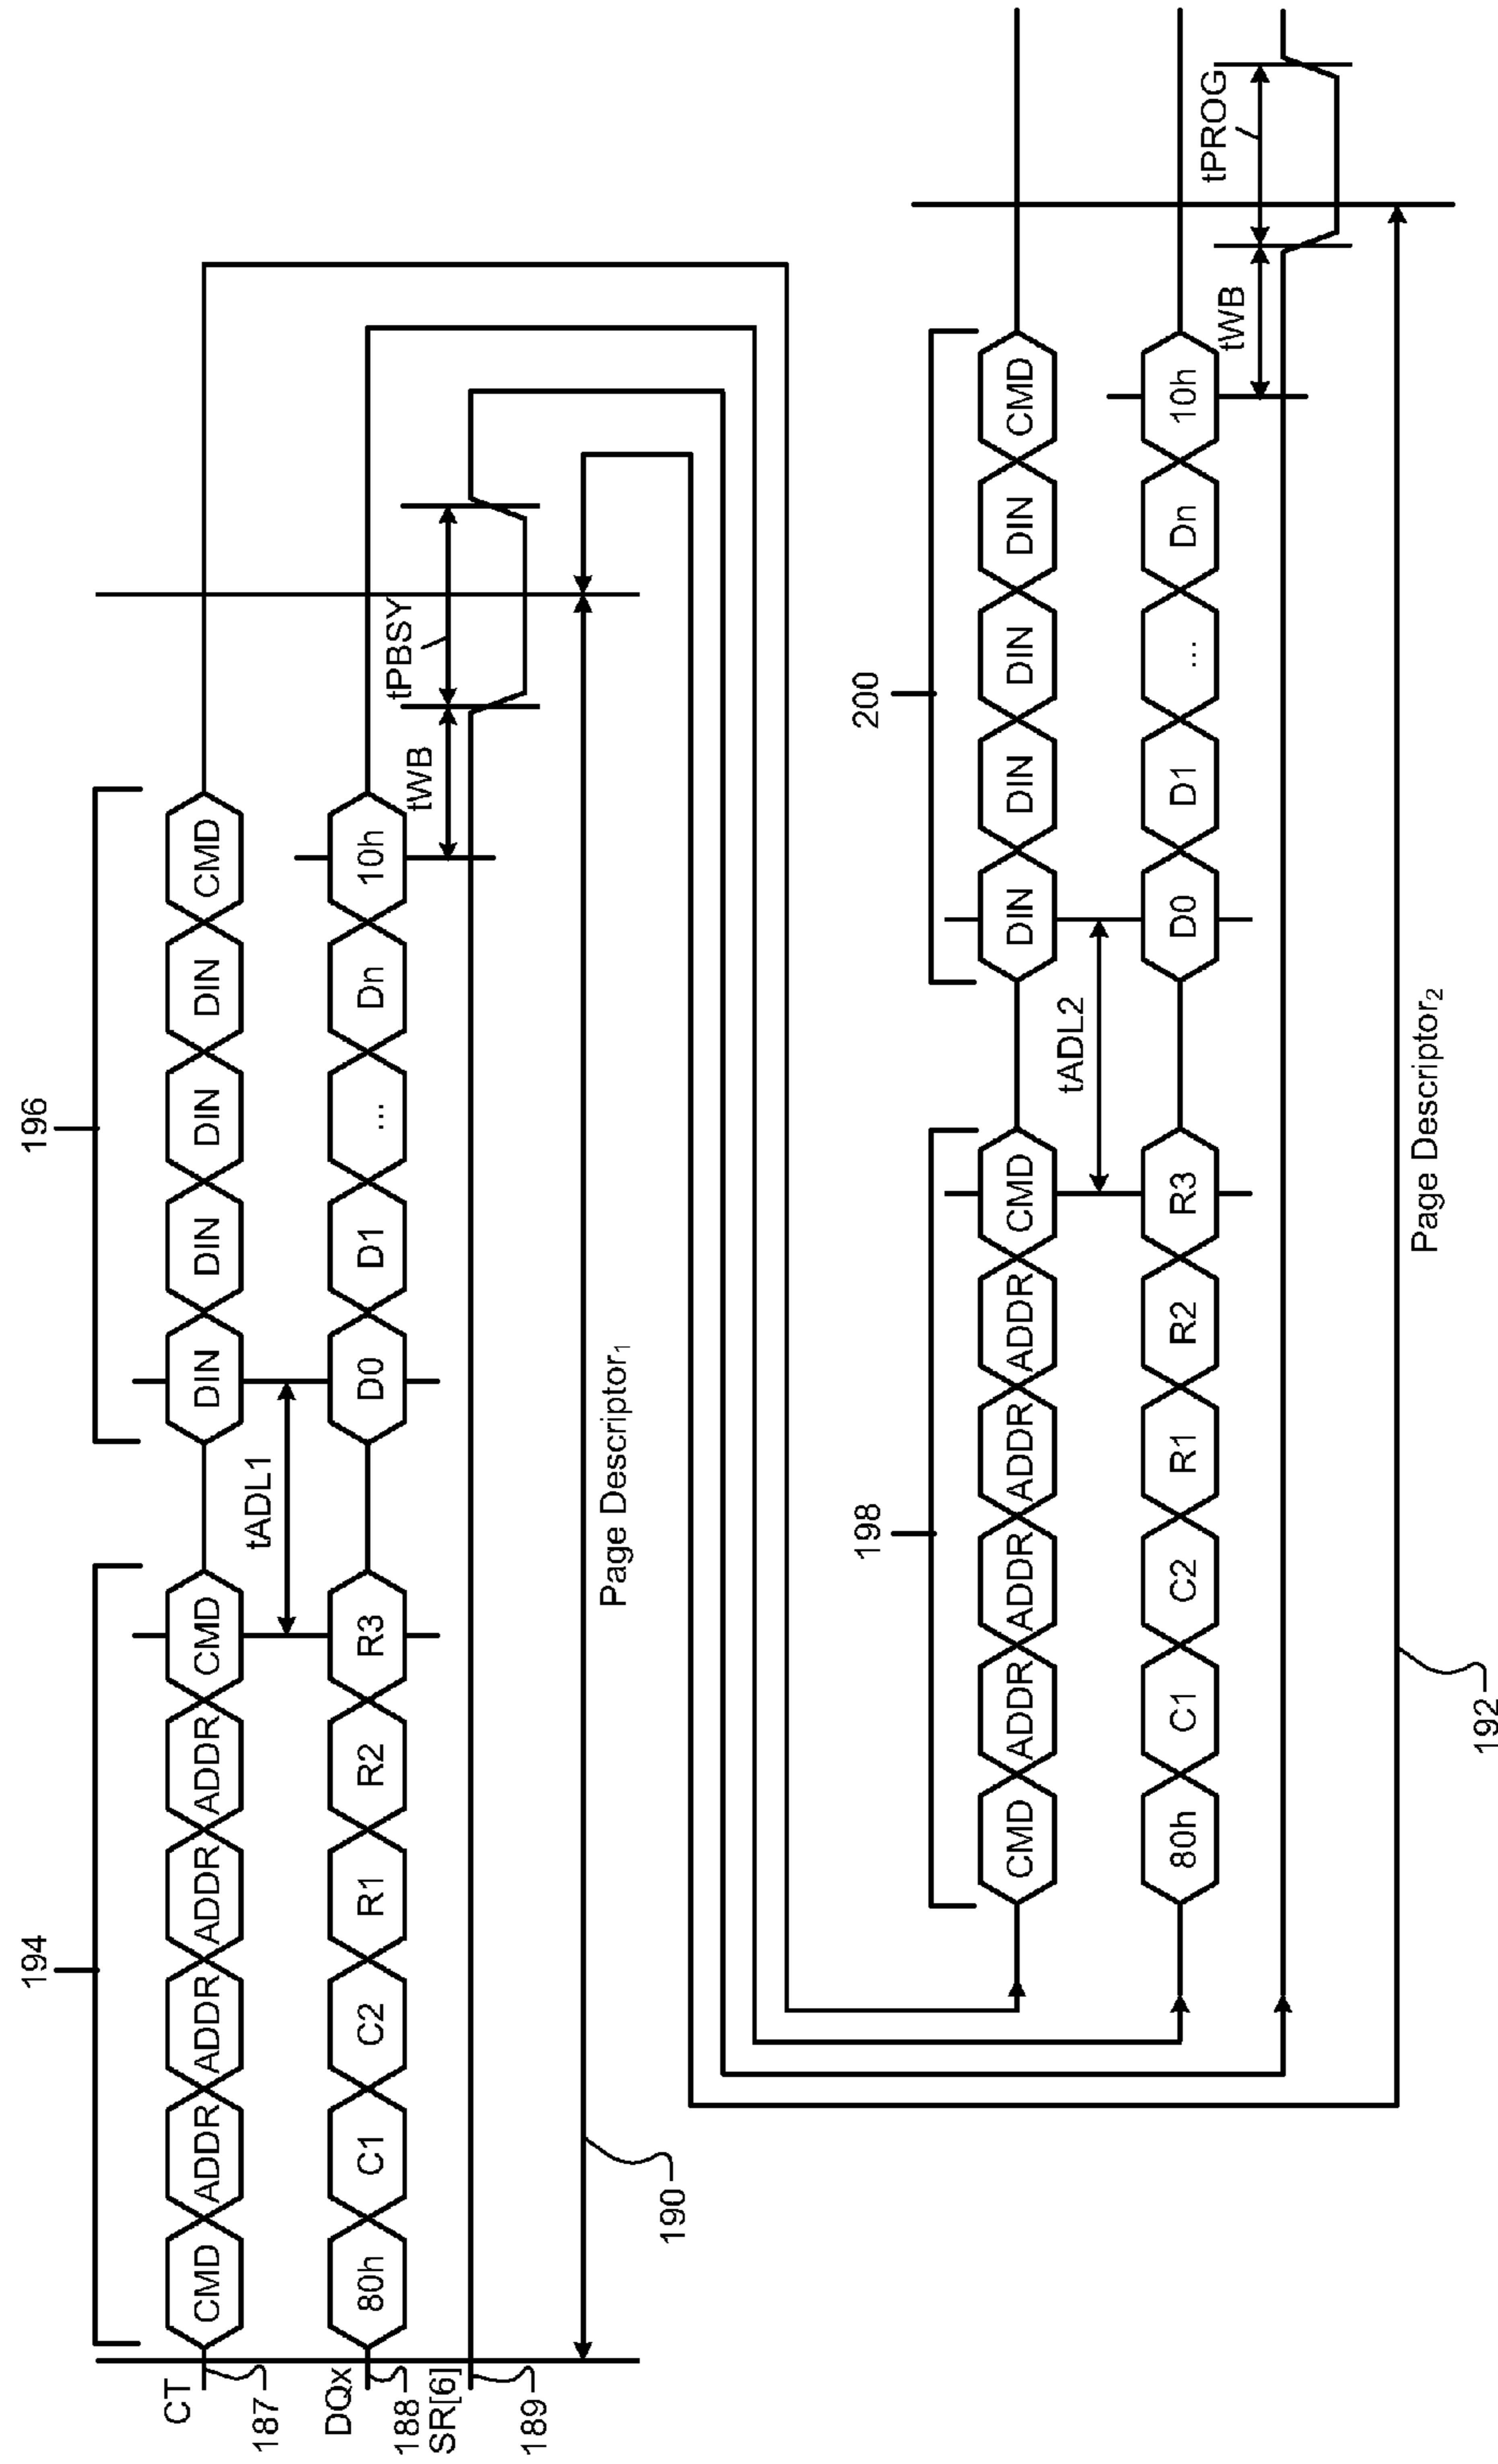 194
196
CT
CMD
ADDR
ADDR
ADDR
ADDR
CMD
DIN
DIN
DIN
DIN
CMD
187
tADL1
DQx
80h
C1
C2
R1
R2
R3
D0
D1
...
Dn
10h
188
tWB
tPBSY
SR[6]
189
Page Descriptor₁
190
198
200
CMD
ADDR
ADDR
ADDR
ADDR
CMD
DIN
DIN
DIN
DIN
CMD
tADL2
80h
C1
C2
R1
R2
R3
D0
D1
...
Dn
10h
tWB
tPROG
Page Descriptor₂
192